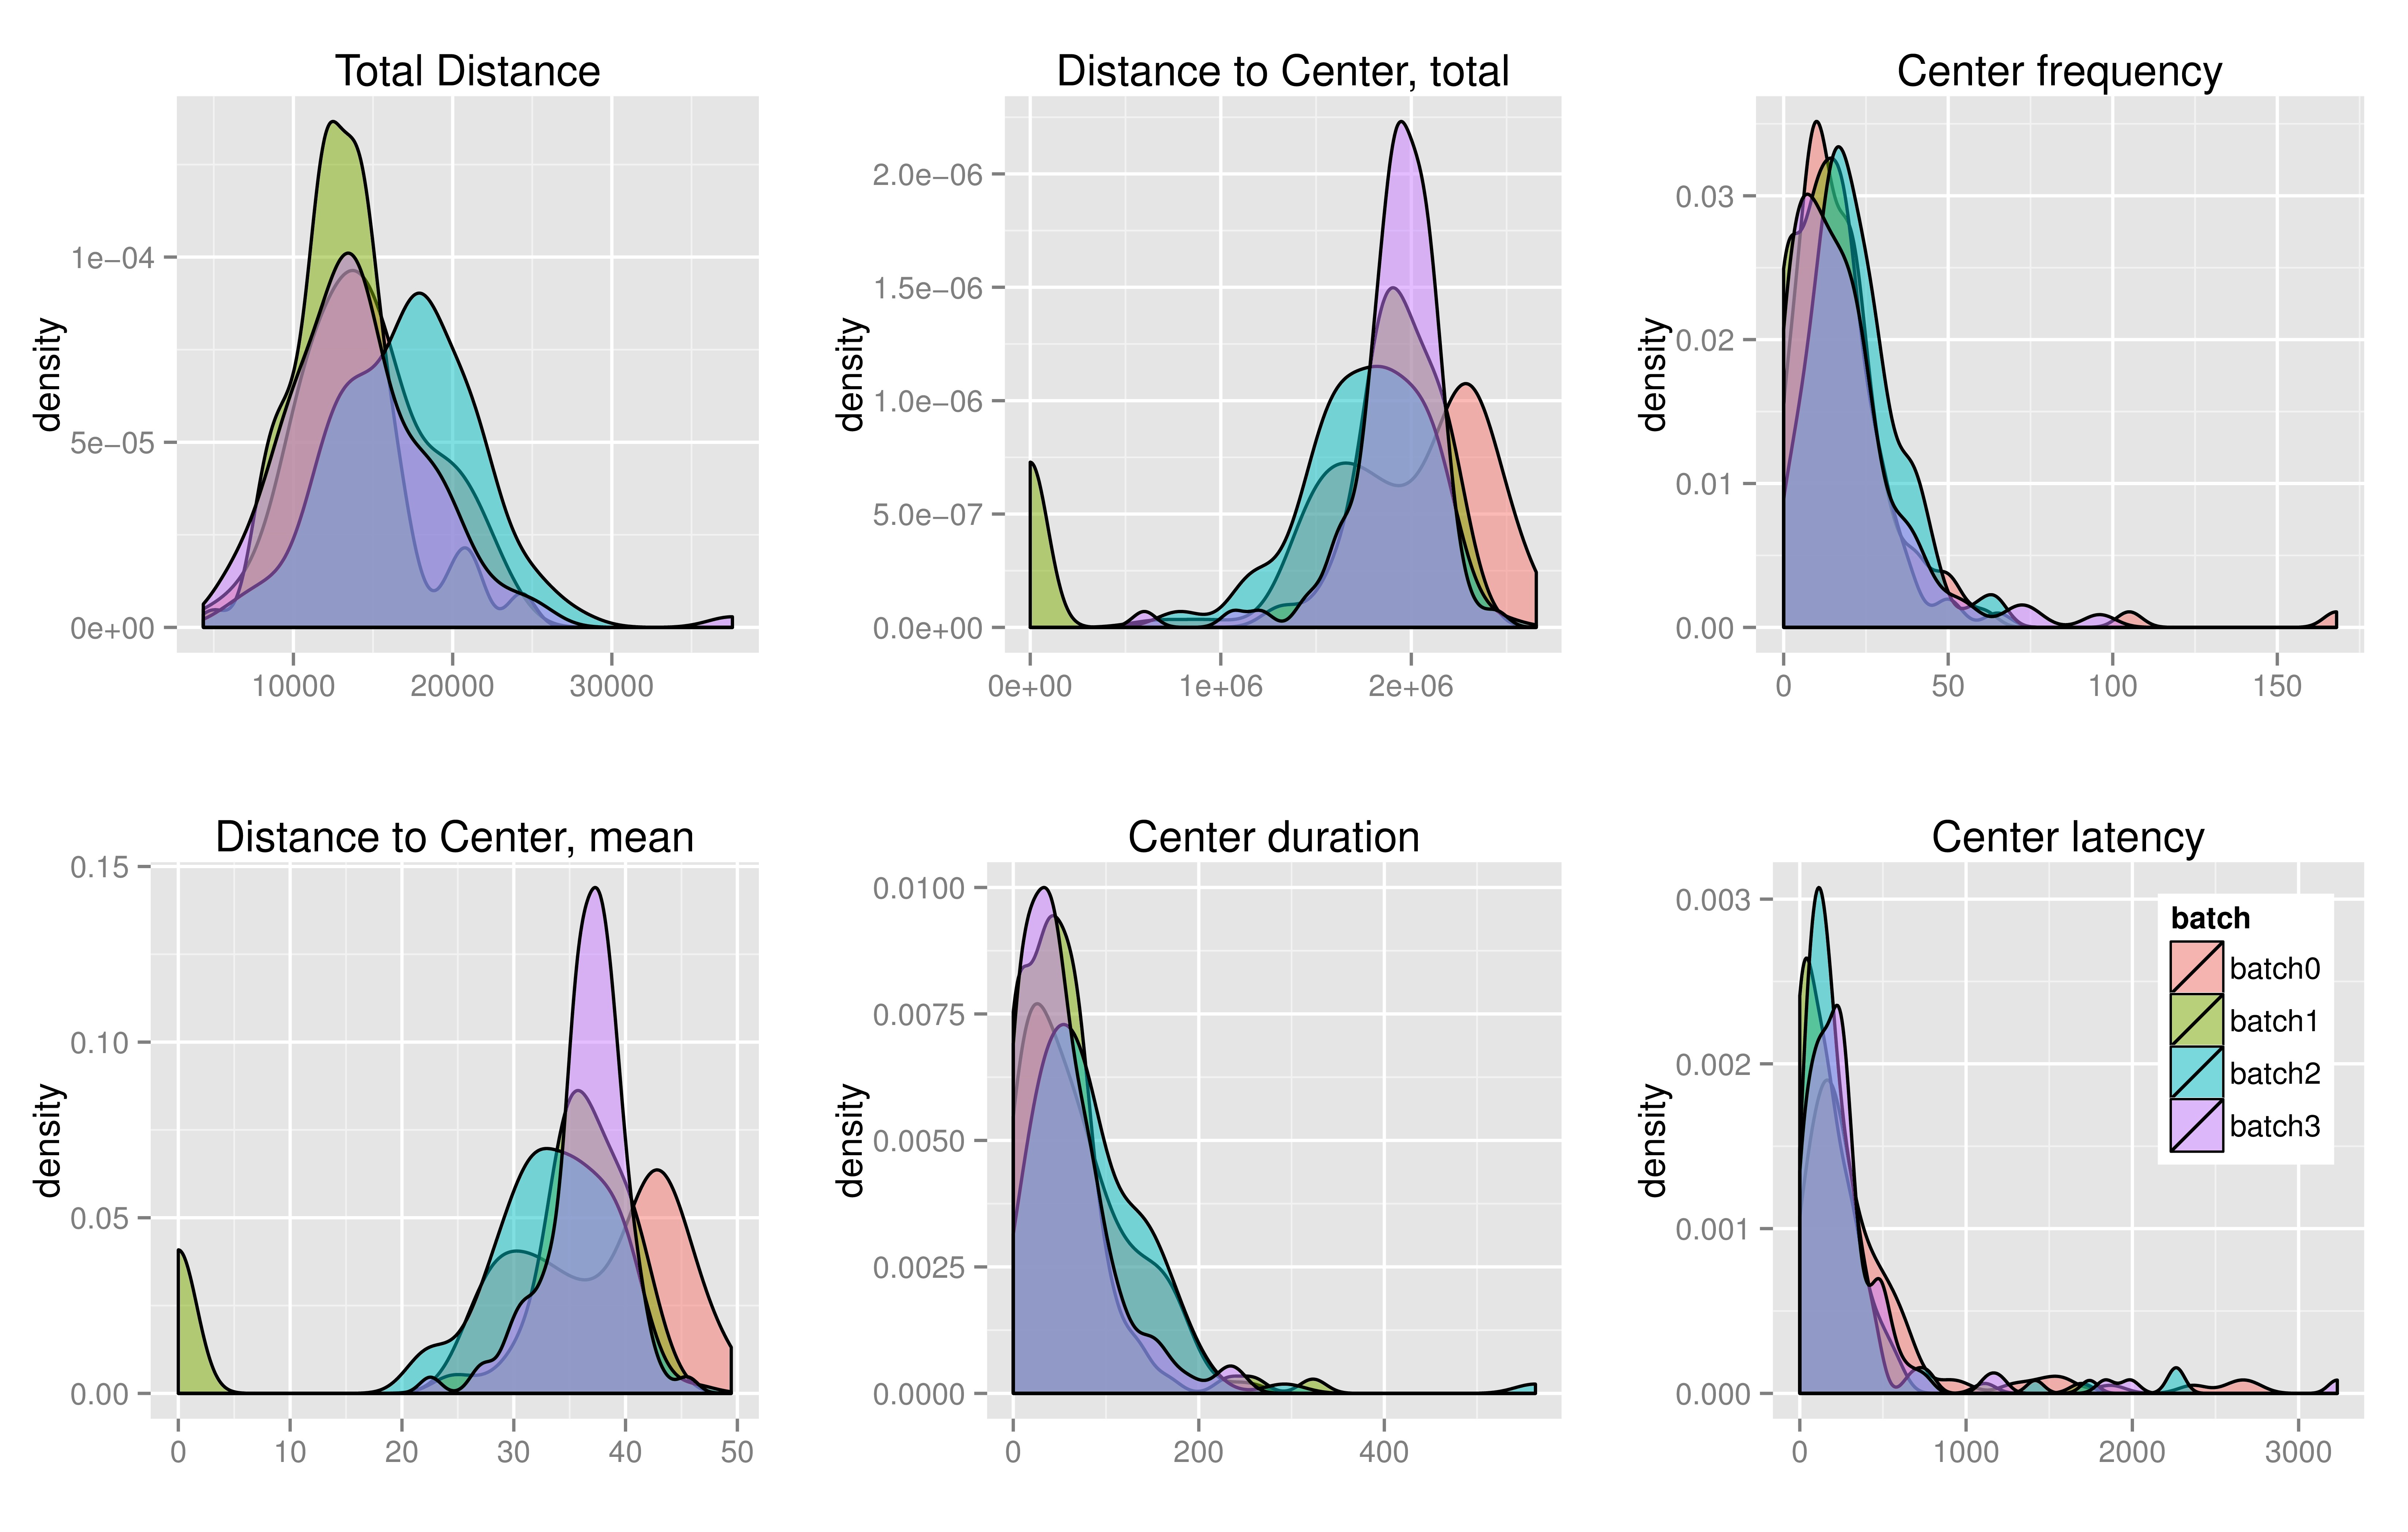 Total Distance
density
1e−04
5e−05
0e+00
10000 20000 30000
Distance to Center, total
density
2.0e−06
1.5e−06
1.0e−06
5.0e−07
0.0e+00
0e+00 1e+06 2e+06
Center frequency
density
0.03
0.02
0.01
0.00
0 50 100 150
Distance to Center, mean
density
0.15
0.10
0.05
0.00
0 10 20 30 40 50
Center duration
density
0.0100
0.0075
0.0050
0.0025
0.0000
0 200 400
Center latency
density
0.003
0.002
0.001
0.000
0 1000 2000 3000
batch
batch0
batch1
batch2
batch3